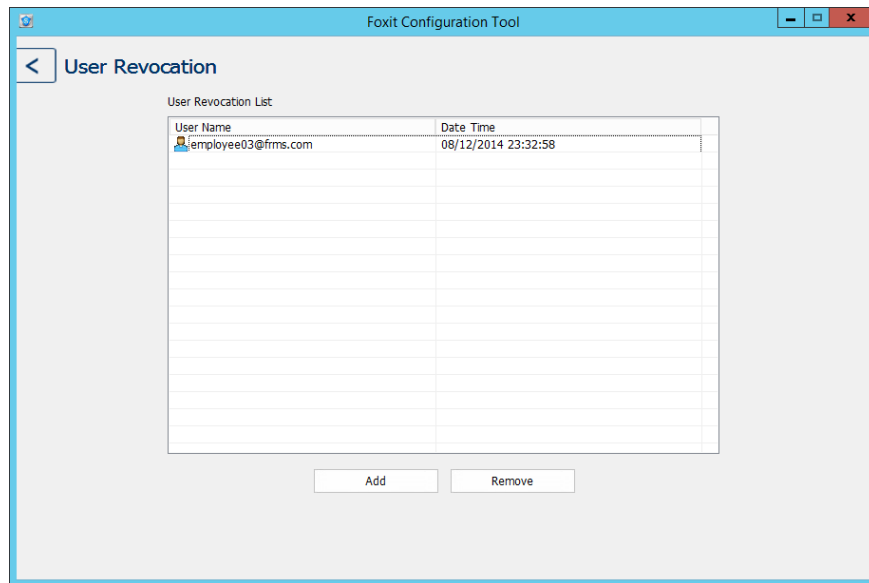 Foxit Configuration Tool
< User Revocation
User Revocation List
User Name Date Time
employee03@frms.com 08/12/2014 23:32:58
Add Remove